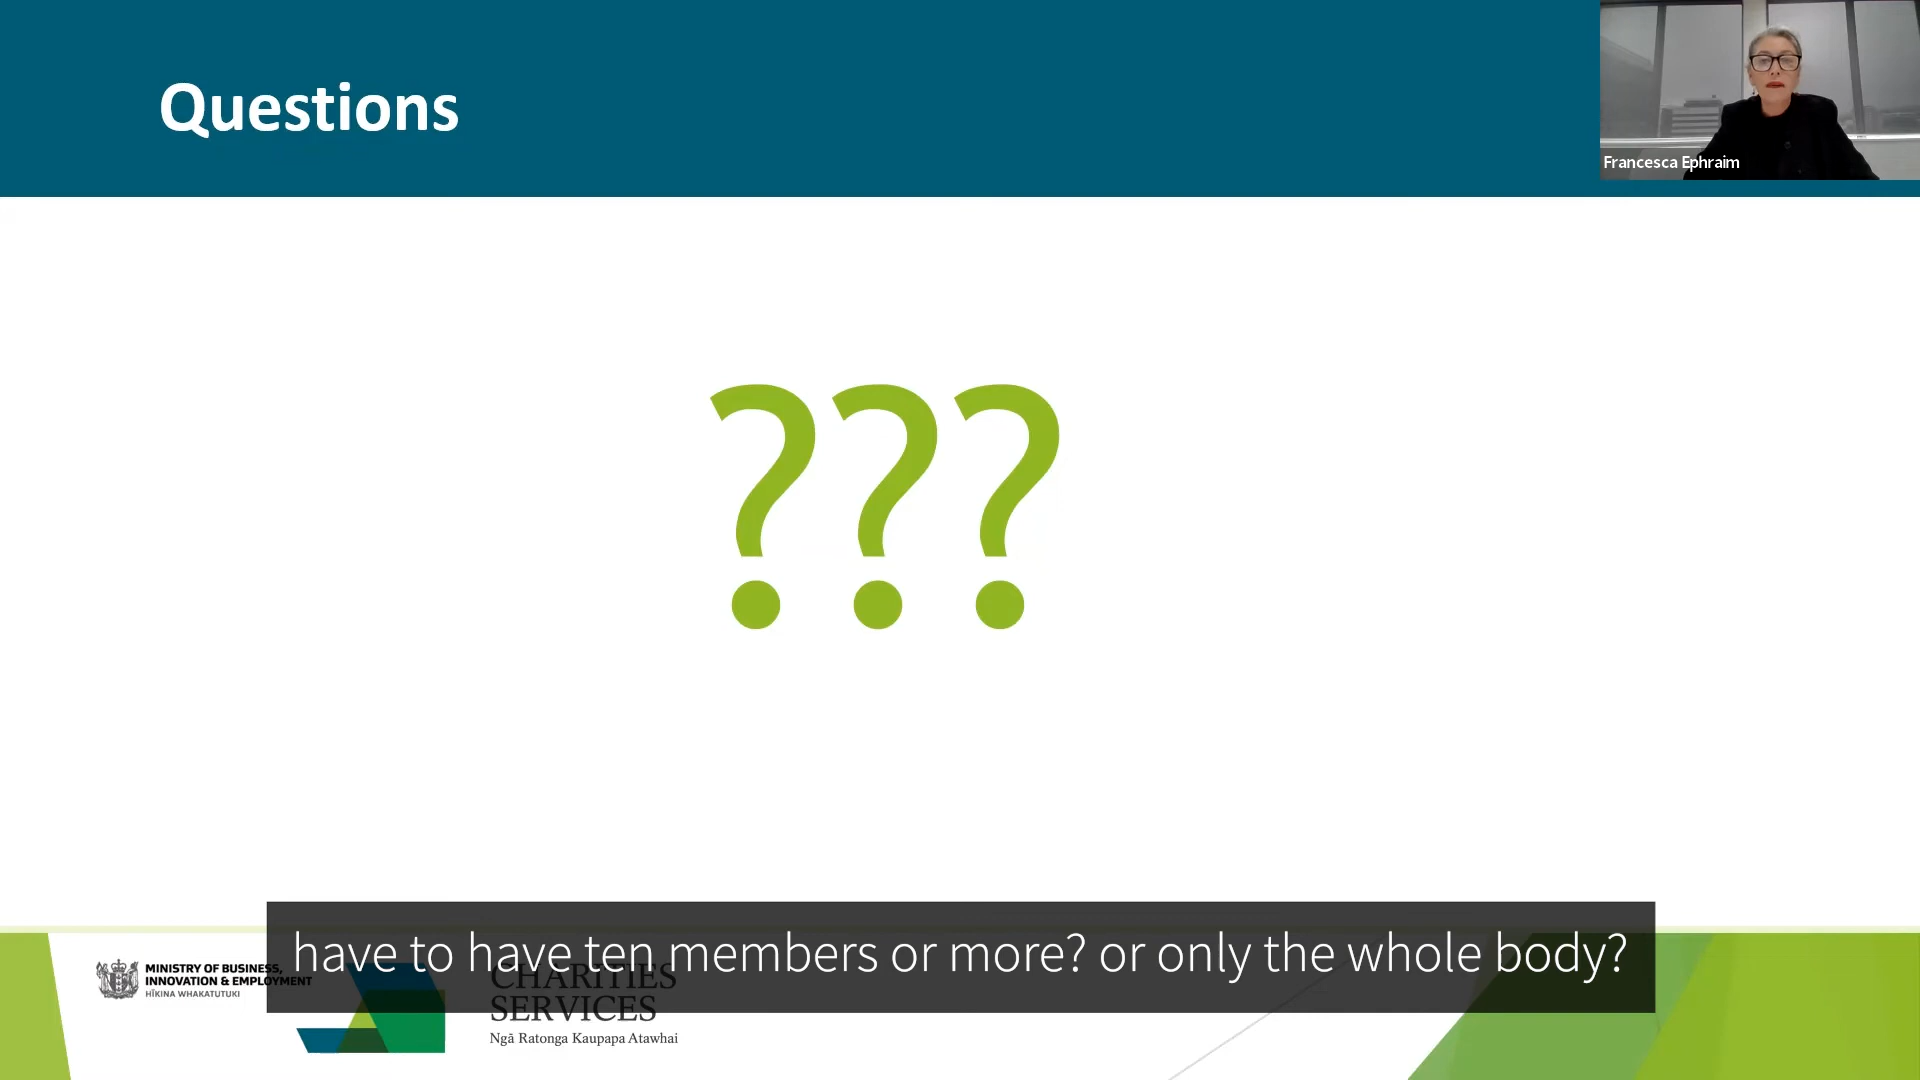 Questions
Francesca Ephraim
???
have to have ten members or more? or only the whole body?
MINISTRY OF BUSINESS,
INNOVATION & EMPLOYMENT
HĪKINA WHAKATUTUKI
CHARITIES
SERVICES
Ngā Ratonga Kaupapa Atawhai